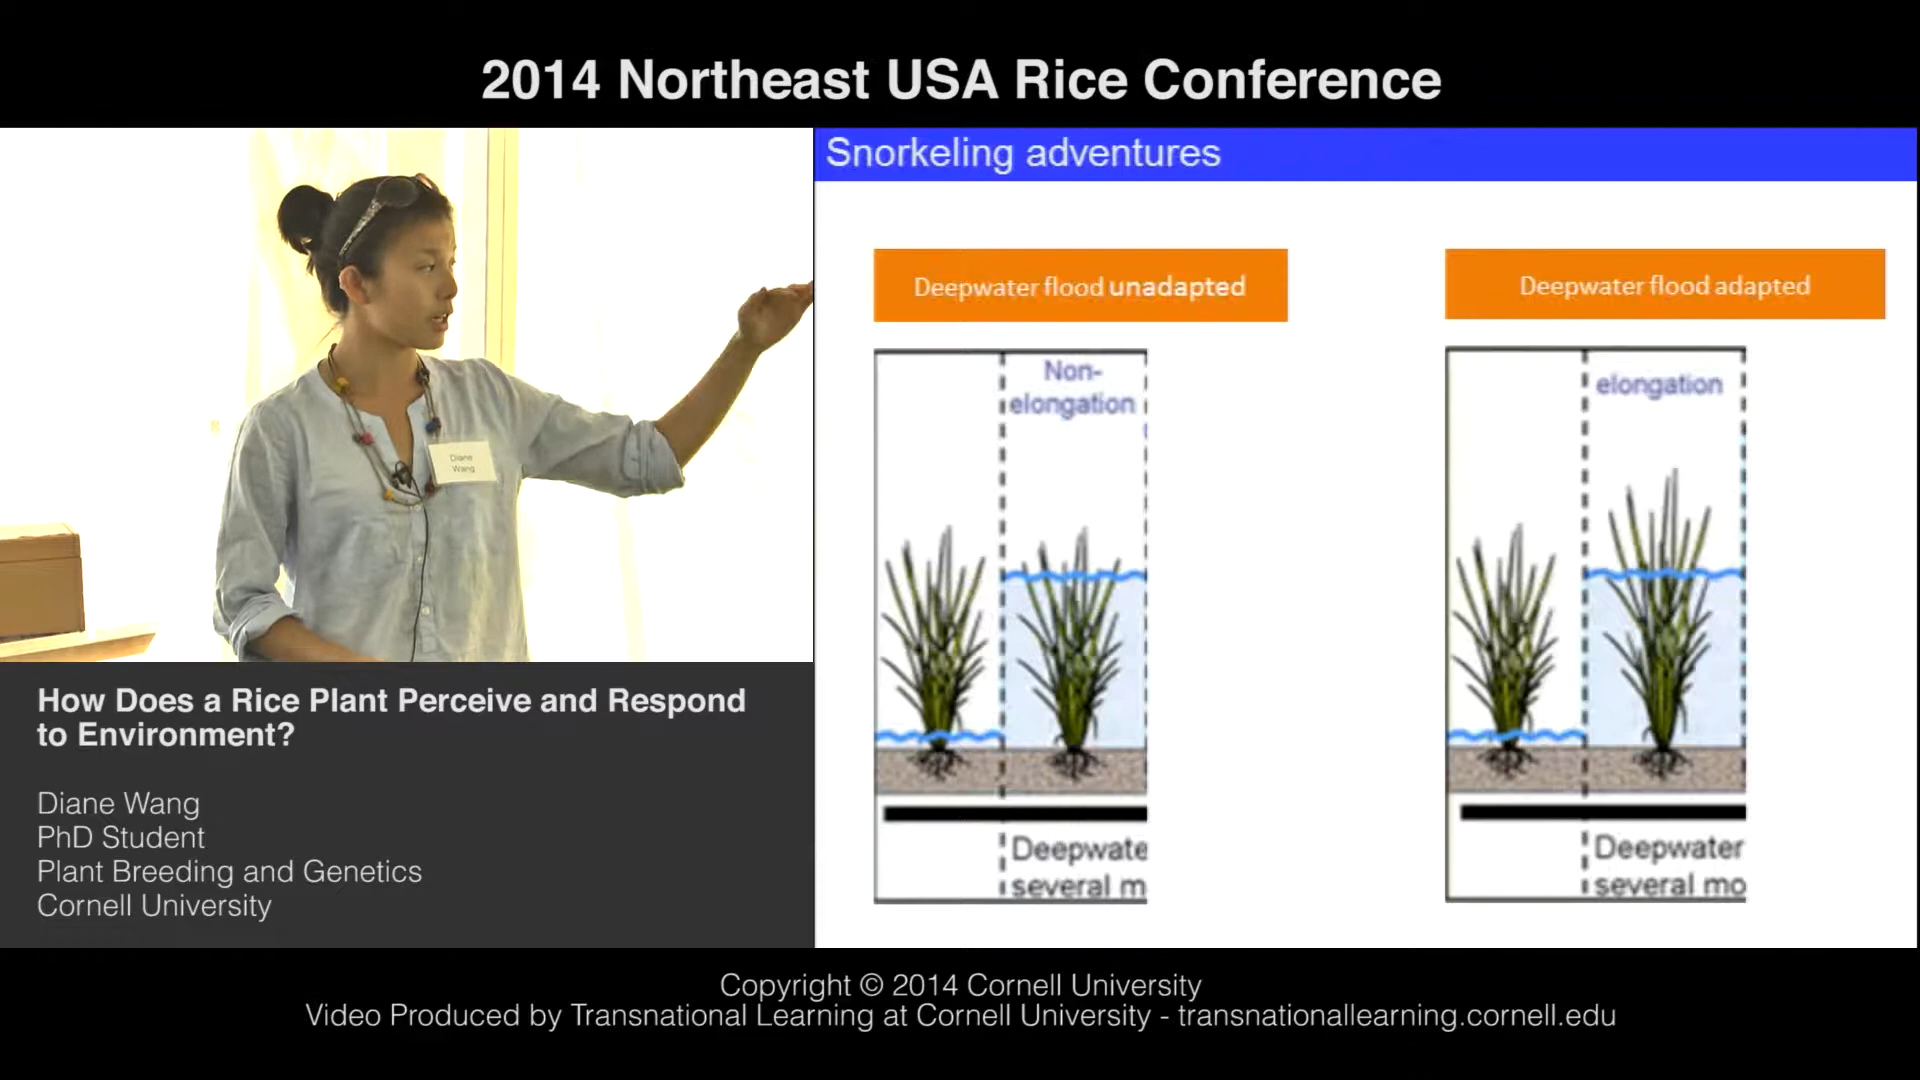 2014 Northeast USA Rice Conference
Snorkeling adventures
Deepwater flood unadapted
Deepwater flood adapted
Non-
elongation
elongation
Deepwate
several m
Deepwater
several mo
Diane
Wang
How Does a Rice Plant Perceive and Respond
to Environment?
Diane Wang
PhD Student
Plant Breeding and Genetics
Cornell University
Copyright © 2014 Cornell University
Video Produced by Transnational Learning at Cornell University - transnationallearning.cornell.edu